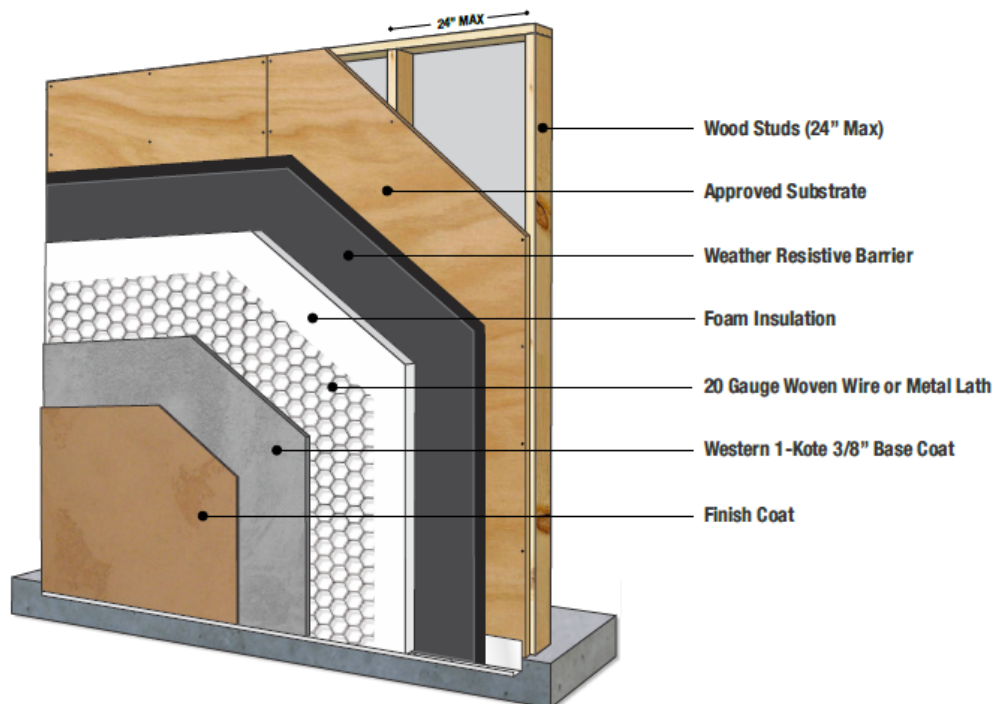 24” MAX
Wood Studs (24” Max)
Approved Substrate
Weather Resistive Barrier
Foam Insulation
20 Gauge Woven Wire or Metal Lath
Western 1-Kote 3/8” Base Coat
Finish Coat